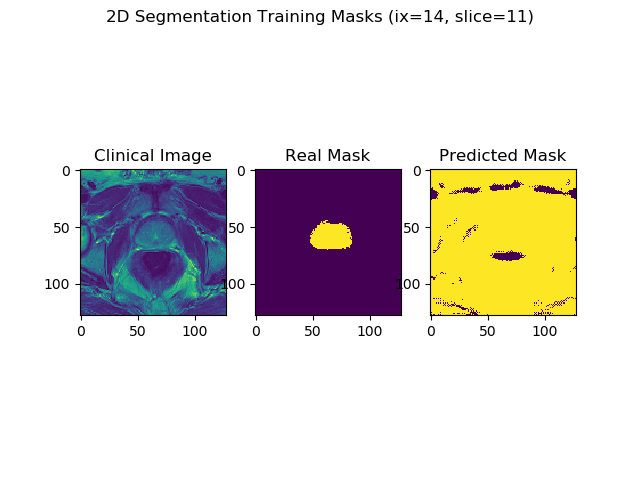 2D Segmentation Training Masks (ix=14, slice=11)
Clinical Image Real Mask Predicted Mask
0 0 0
50 50 50
100 100 100
0 50 100 0 50 100 0 50 100